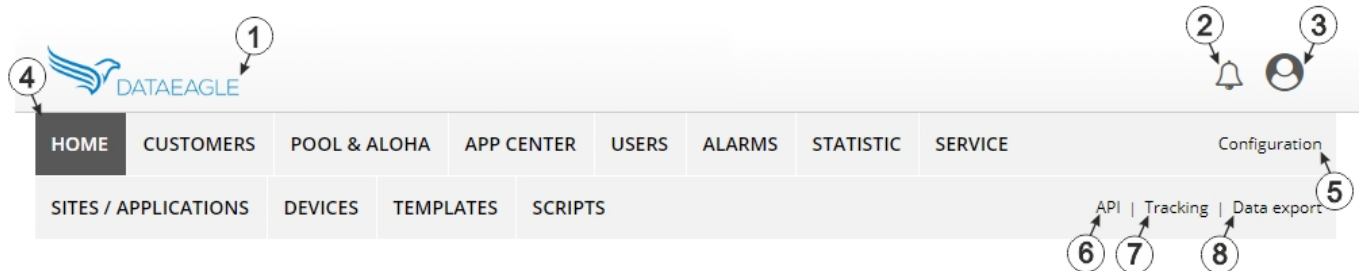 1
2
3
4
DATAEAGLE
HOME CUSTOMERS POOL & ALOHA APP CENTER USERS ALARMS STATISTIC SERVICE Configuration
5
SITES / APPLICATIONS DEVICES TEMPLATES SCRIPTS API | Tracking | Data export
6 7 8